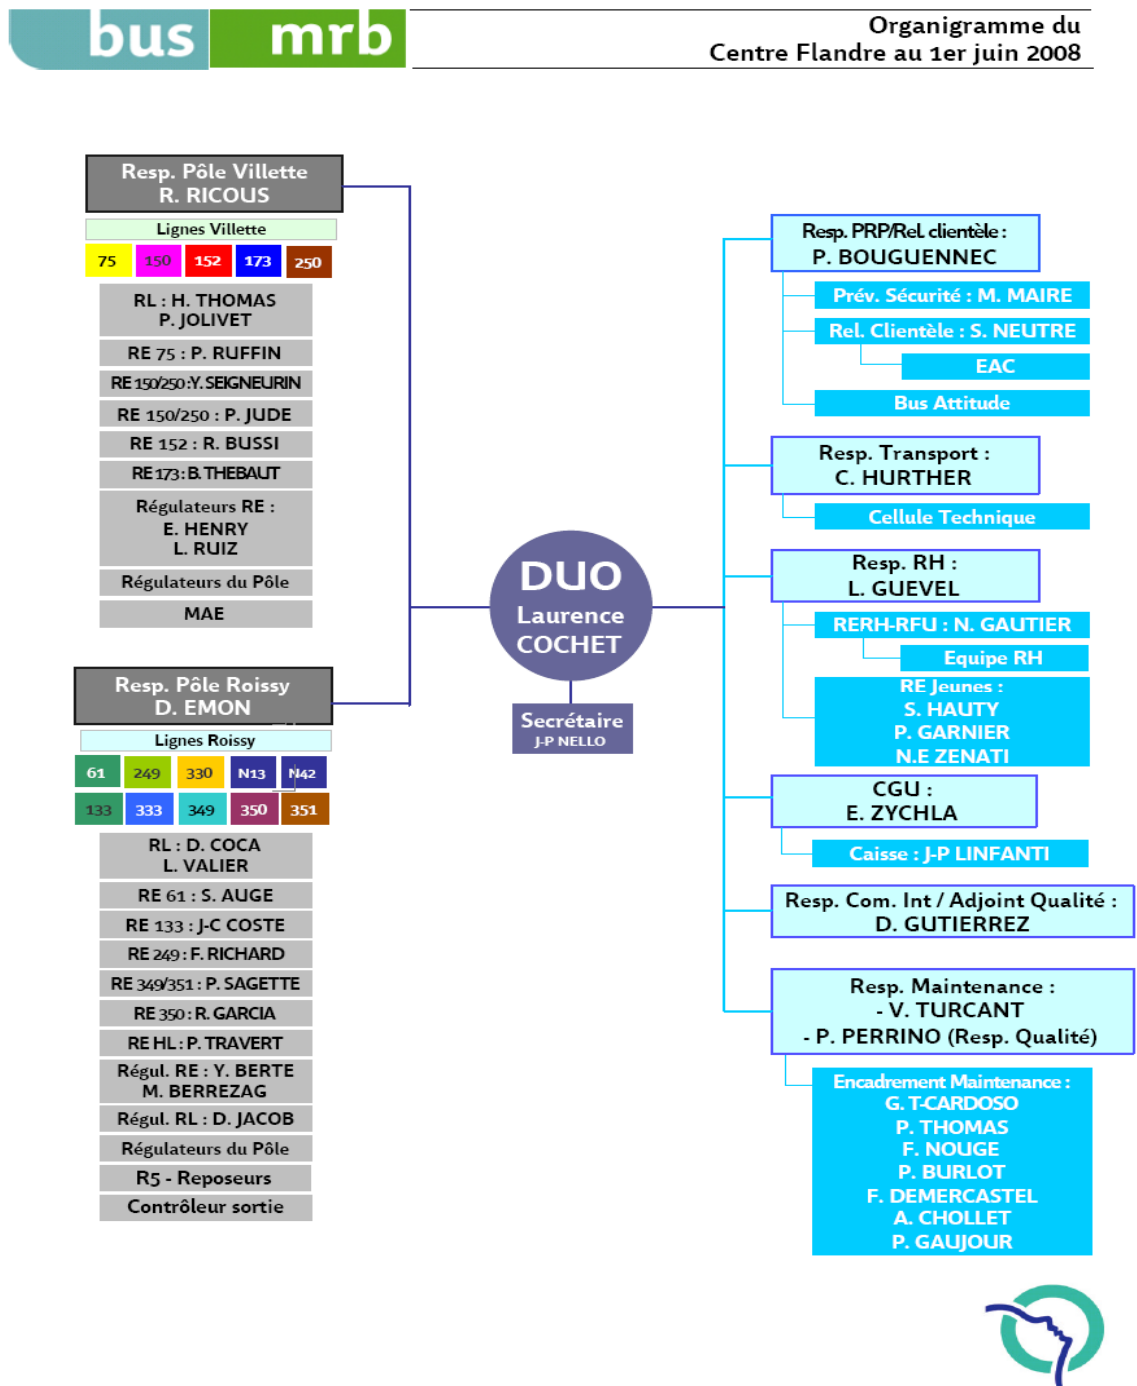 bus mrb
Organigramme du
Centre Flandre au 1er juin 2008
Resp. Pôle Villette
R. RICOUS
Lignes Villette
75 150 152 173 250
RL : H. THOMAS
P. JOLIVET
RE 75 : P. RUFFIN
RE 150/250 :Y. SEIGNEURIN
RE 150/250 : P. JUDE
RE 152 : R. BUSSI
RE 173 : B. THEBAUT
Régulateurs RE :
E. HENRY
L. RUIZ
Régulateurs du Pôle
MAE
Resp. Pôle Roissy
D. EMON
Lignes Roissy
61 249 330 N13 N42
133 333 349 350 351
RL : D. COCA
L. VALIER
RE 61 : S. AUGE
RE 133 : J-C COSTE
RE 249 : F. RICHARD
RE 349/351 : P. SAGETTE
RE 350 : R. GARCIA
RE HL : P. TRAVERT
Régul. RE : Y. BERTE
M. BERREZAG
Régul. RL : D. JACOB
Régulateurs du Pôle
R5 - Reposeurs
Contrôleur sortie
DUO
Laurence
COCHET
Secrétaire
J-P NELLO
Resp. PRP/Rel. clientèle :
P. BOUGUENNEC
Prév. Sécurité : M. MAIRE
Rel. Clientèle : S. NEUTRE
EAC
Bus Attitude
Resp. Transport :
C. HURTHER
Cellule Technique
Resp. RH :
L. GUEVEL
RERH-RFU : N. GAUTIER
Equipe RH
RE Jeunes :
S. HAUTY
P. GARNIER
N.E ZENATI
CGU :
E. ZYCHLA
Caisse : J-P LINFANTI
Resp. Com. Int / Adjoint Qualité :
D. GUTIERREZ
Resp. Maintenance :
- V. TURCANT
- P. PERRINO (Resp. Qualité)
Encadrement Maintenance :
G. T-CARDOSO
P. THOMAS
F. NOUGE
P. BURLOT
F. DEMERCASTEL
A. CHOLLET
P. GAUJOUR